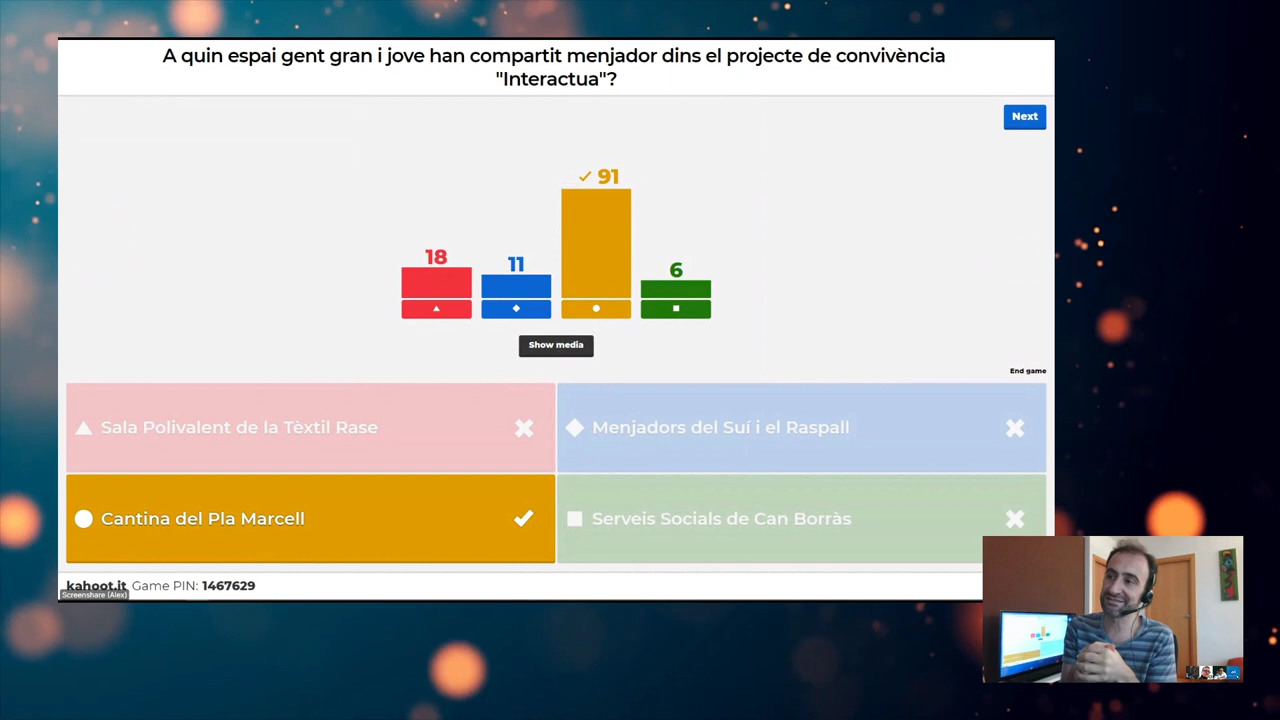 A quin espai gent gran i jove han compartit menjador dins el projecte de convivència
"Interactua"?
Next
91
18
11
6
Show media
End game
Sala Polivalent de la Tèxtil Rase
Menjadors del Suí i el Raspall
Cantina del Pla Marcell
Serveis Socials de Can Borràs
kahoot.it Game PIN: 1467629
Screenshare (Alex)